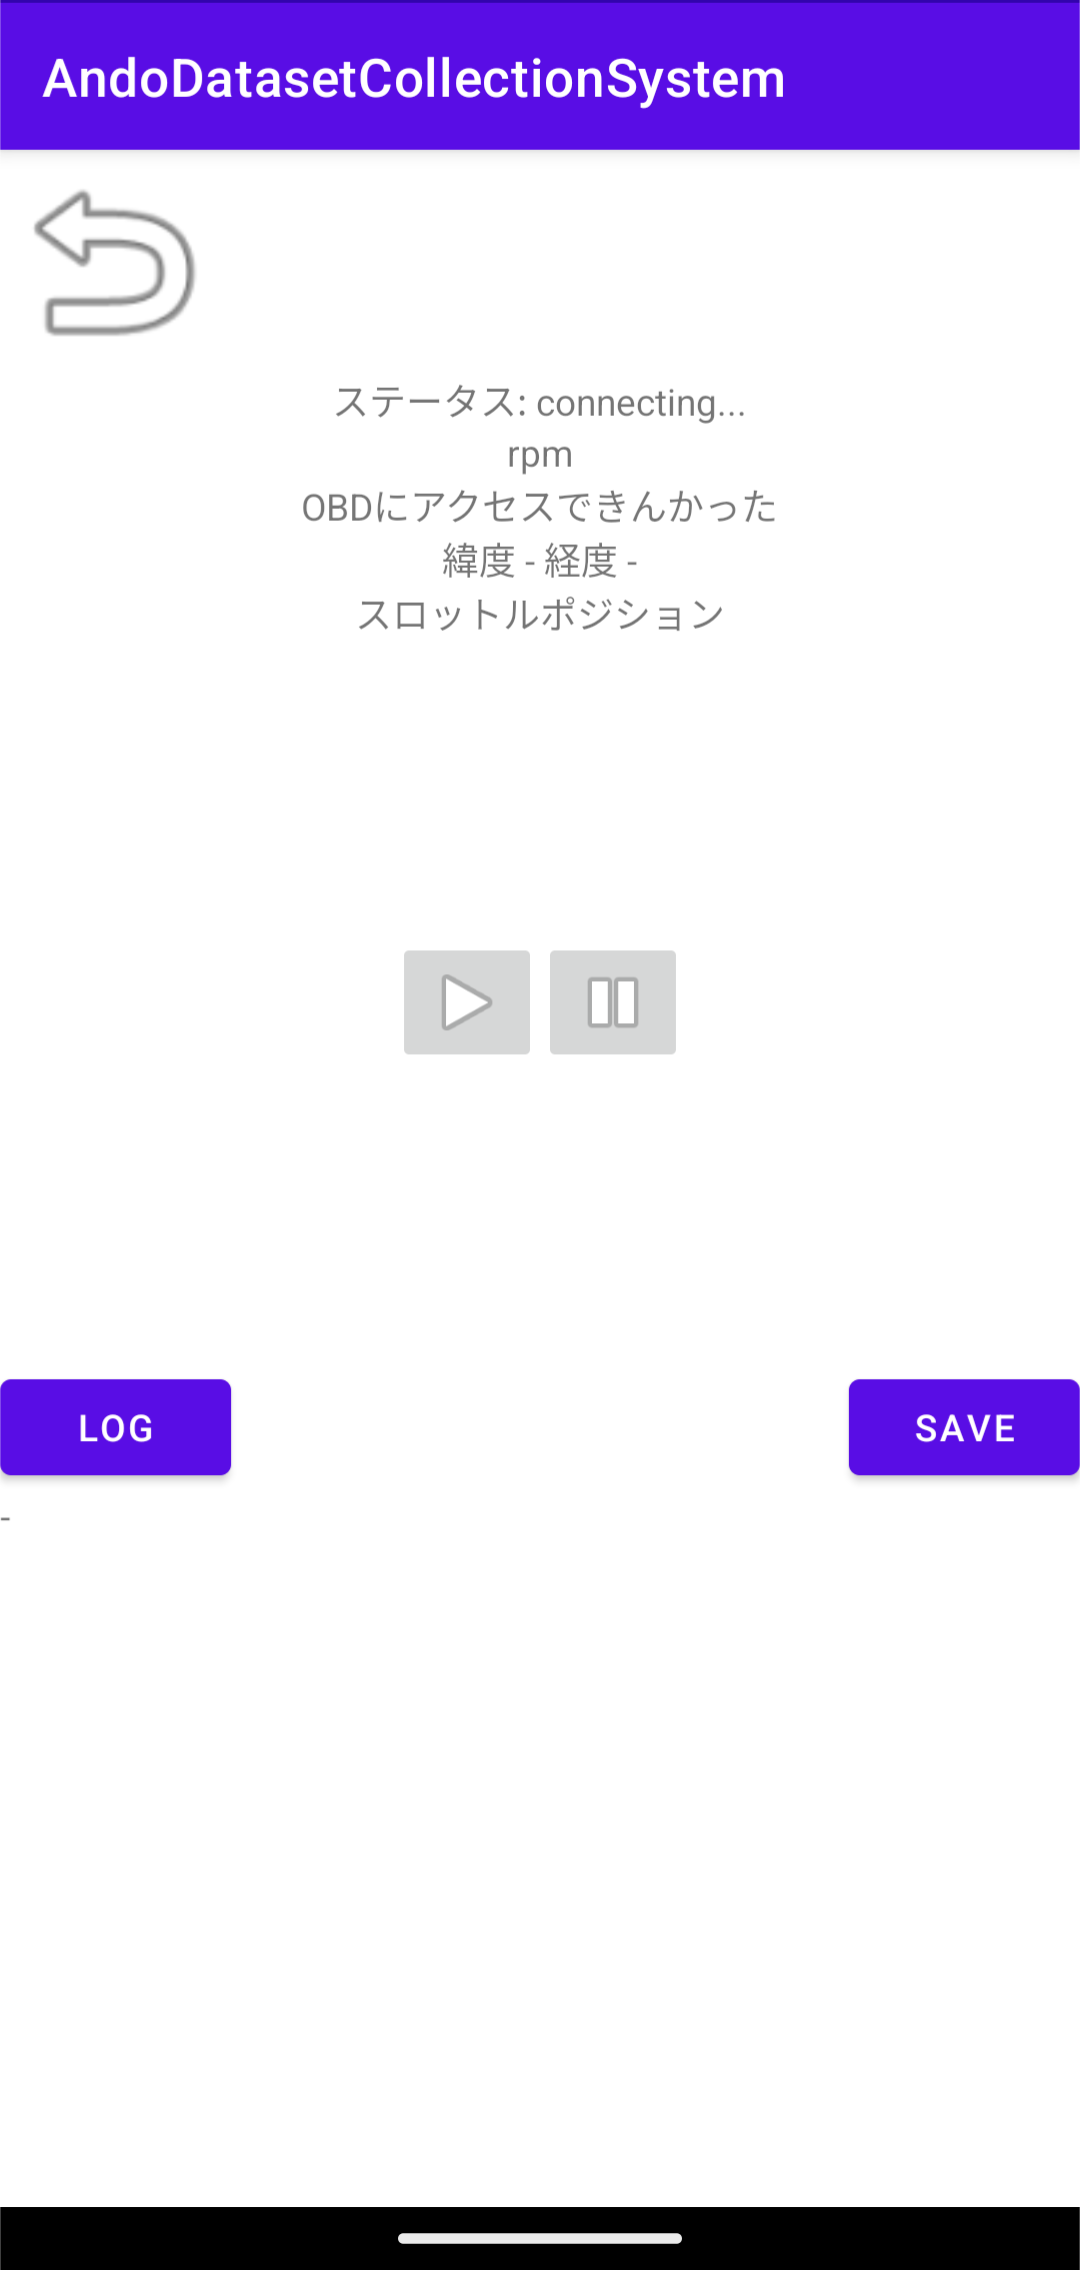 AndoDatasetCollectionSystem
ステータス: connecting...
rpm
OBDにアクセスできんかった
緯度 - 経度 -
スロットルポジション
LOG
SAVE
-